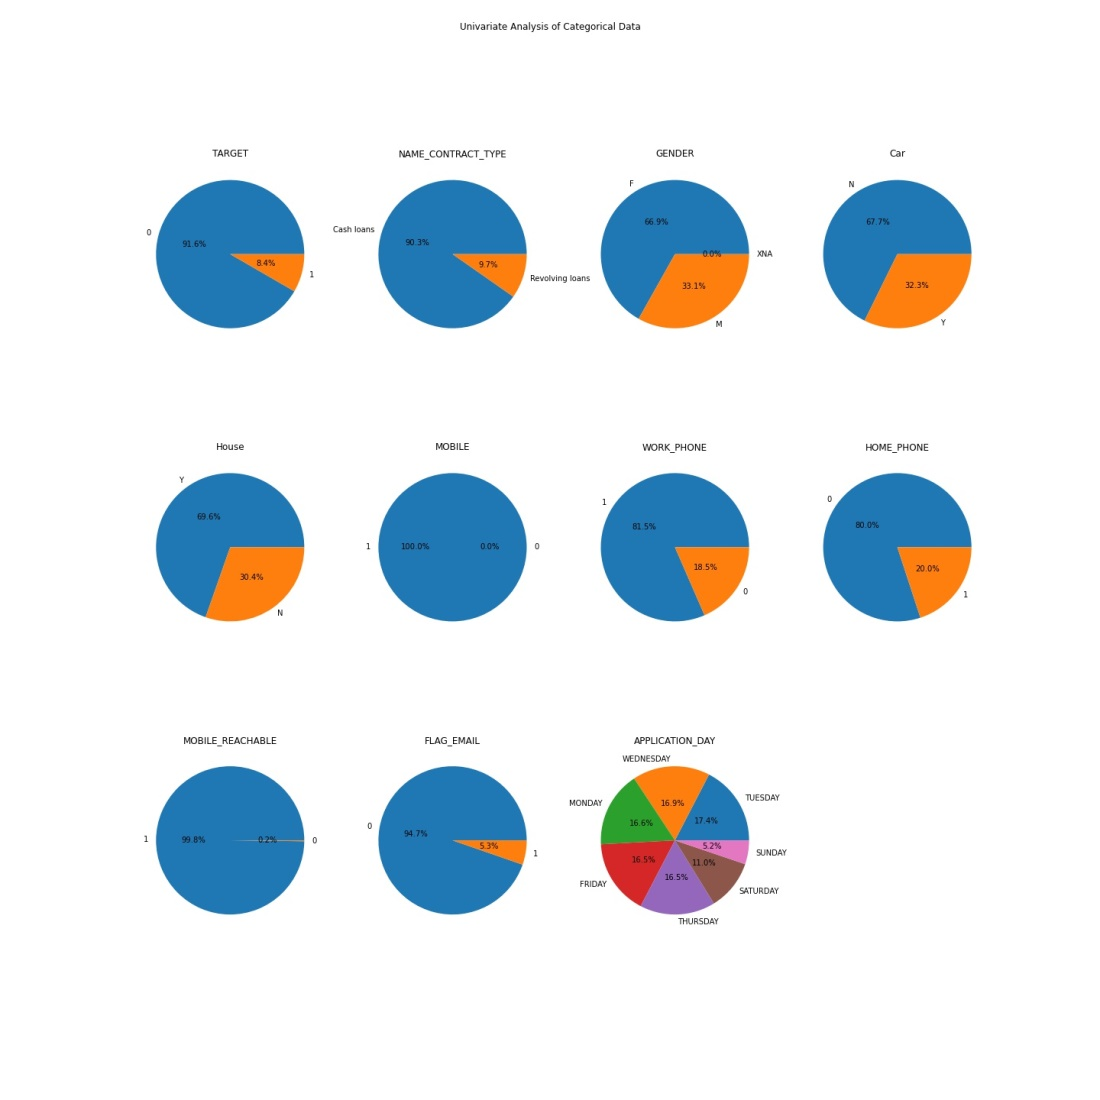 Univariate Analysis of Categorical Data
TARGET
0
91.6%
8.4%
1
NAME_CONTRACT_TYPE
Cash loans
90.3%
9.7%
Revolving loans
GENDER
F
66.9%
0.0%
XNA
33.1%
M
Car
N
67.7%
32.3%
Y
House
Y
69.6%
30.4%
N
MOBILE
1
100.0%
0.0%
0
WORK_PHONE
1
81.5%
18.5%
0
HOME_PHONE
0
80.0%
20.0%
1
MOBILE_REACHABLE
1
99.8%
0.2%
0
FLAG_EMAIL
0
94.7%
5.3%
1
APPLICATION_DAY
WEDNESDAY
TUESDAY
MONDAY
16.9%
17.4%
16.6%
5.2%
SUNDAY
16.5%
11.0%
FRIDAY
16.5%
SATURDAY
THURSDAY